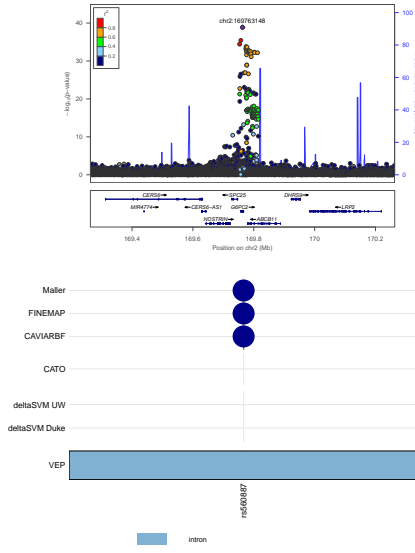 chr2:169763148
r²
0.8
0.6
0.4
0.2
− log₁₀(p−value)
40
30
20
10
0
100
80
60
40
20
0
CERS6→
←SPC25
DHRS9→
MIR4774→
←CERS6−AS1
G6PC2→
←LRP2
NOSTRIN→
←ABCB11
169.4
169.6
169.8
170
170.2
Position on chr2 (Mb)
Maller
FINEMAP
CAVIARBF
CATO
deltaSVM UW
deltaSVM Duke
VEP
rs560887
intron